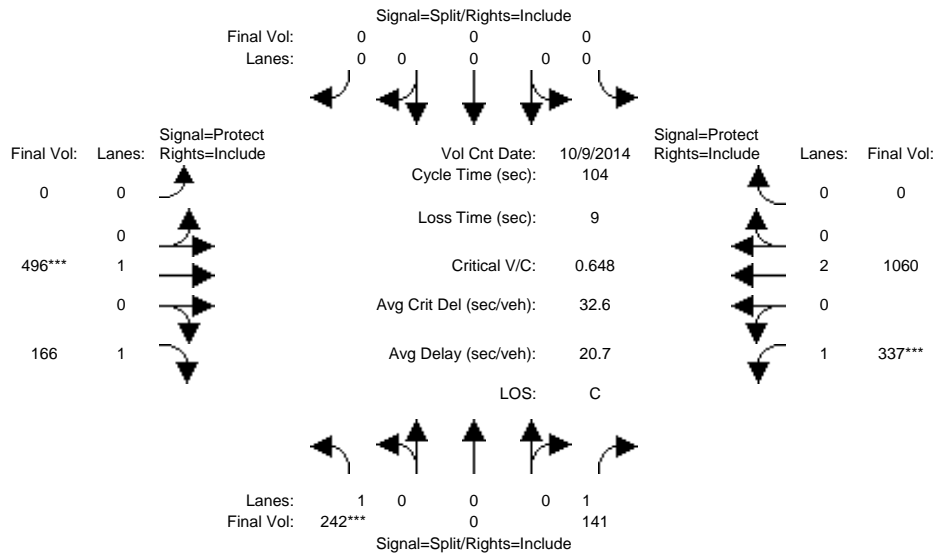 Signal=Split/Rights=Include
Final Vol: 0 0 0
Lanes: 0 0 0 0 0
Signal=Protect Signal=Protect
Final Vol: Lanes: Rights=Include Vol Cnt Date: 10/9/2014 Rights=Include Lanes: Final Vol:
Cycle Time (sec): 104
0 0 0 0
Loss Time (sec): 9
0 0
496*** 1 Critical V/C: 0.648 2 1060
0 Avg Crit Del (sec/veh): 32.6 0
166 1 Avg Delay (sec/veh): 20.7 1 337***
LOS: C
Lanes: 1 0 0 0 1
Final Vol: 242*** 0 141
Signal=Split/Rights=Include